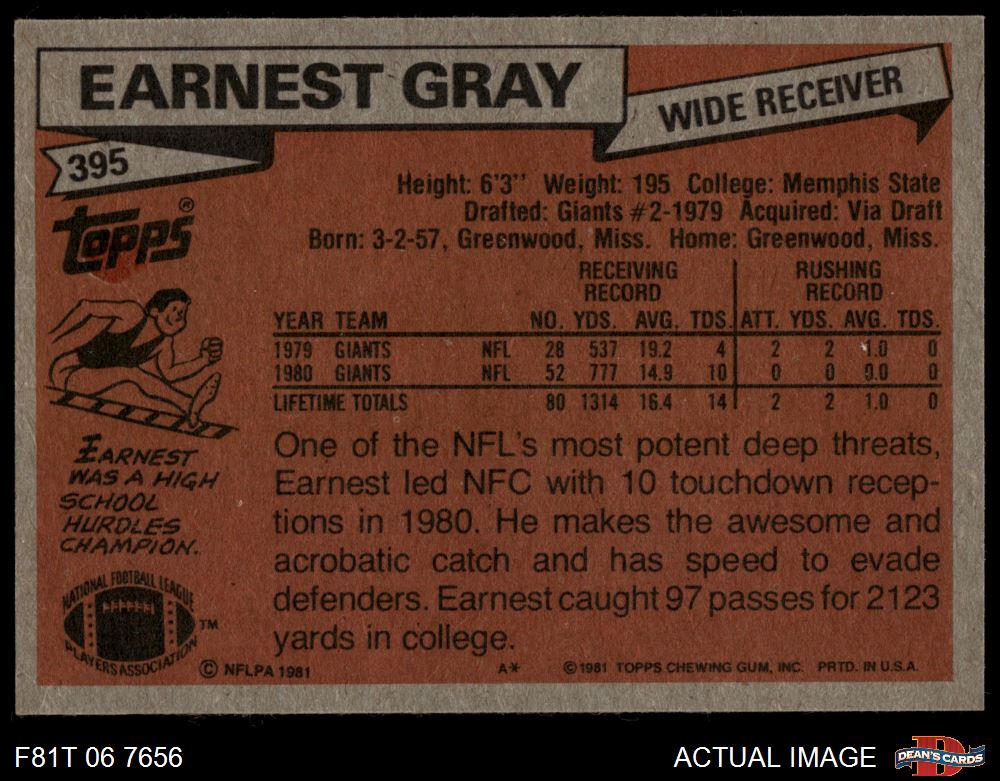 EARNEST GRAY
WIDE RECEIVER
395
topps®
Height: 6'3" Weight: 195 College: Memphis State
Drafted: Giants #2-1979 Acquired: Via Draft
Born: 3-2-57, Greenwood, Miss. Home: Greenwood, Miss.
RECEIVING RECORD RUSHING RECORD
YEAR TEAM NO. YDS. AVG. TDS. ATT. YDS. AVG. TDS.
1979 GIANTS NFL 28 537 19.2 4 2 2 1.0 0
1980 GIANTS NFL 52 777 14.9 10 0 0 0.0 0
LIFETIME TOTALS 80 1314 16.4 14 2 2 1.0 0
EARNEST
WAS A HIGH
SCHOOL
HURDLES
CHAMPION.
One of the NFL's most potent deep threats,
Earnest led NFC with 10 touchdown recep-
tions in 1980. He makes the awesome and
acrobatic catch and has speed to evade
defenders. Earnest caught 97 passes for 2123
yards in college.
NATIONAL FOOTBALL LEAGUE
PLAYERS ASSOCIATION
TM
© NFLPA 1981
A*
© 1981 TOPPS CHEWING GUM, INC. PRTD. IN U.S.A.
F81T 06 7656
ACTUAL IMAGE
D
DEAN'S CARDS